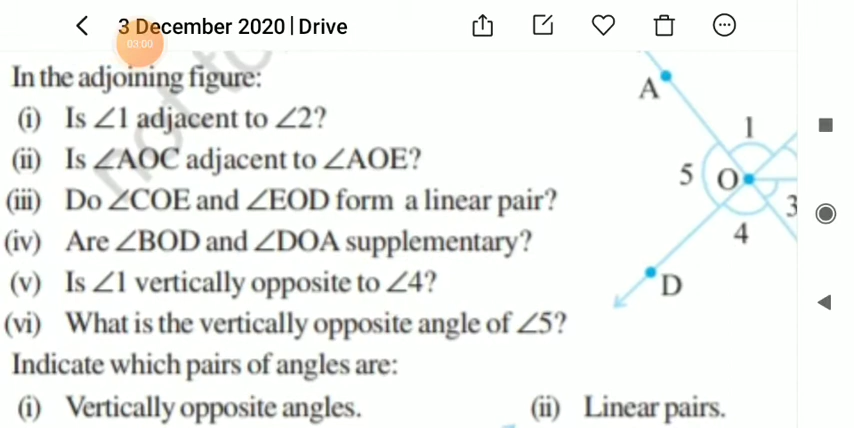 3 December 2020 | Drive
03:00
In the adjoining figure:
(i) Is ∠1 adjacent to ∠2?
(ii) Is ∠AOC adjacent to ∠AOE?
(iii) Do ∠COE and ∠EOD form a linear pair?
(iv) Are ∠BOD and ∠DOA supplementary?
(v) Is ∠1 vertically opposite to ∠4?
(vi) What is the vertically opposite angle of ∠5?
A
1
5
O
3
4
D
Indicate which pairs of angles are:
(i) Vertically opposite angles.
(ii) Linear pairs.